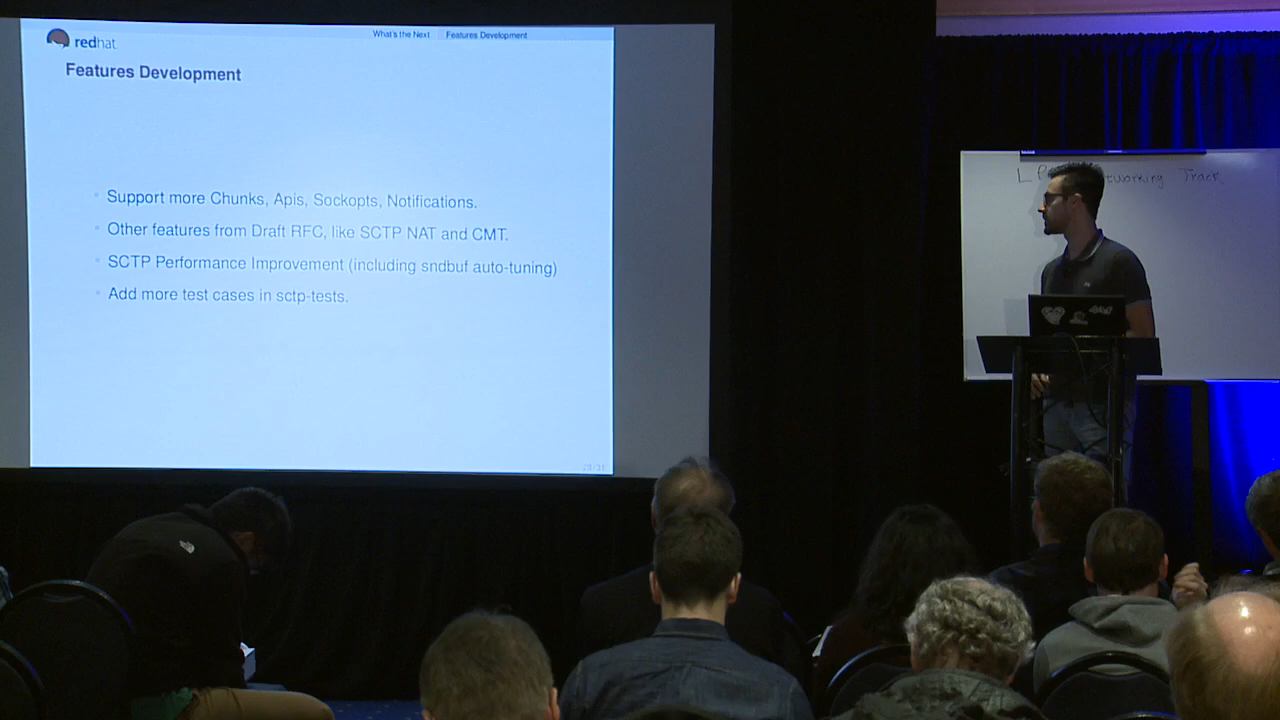 redhat.
What's the Next Features Development
Features Development
Support more Chunks, Apis, Sockopts, Notifications.
Other features from Draft RFC, like SCTP NAT and CMT.
SCTP Performance Improvement (including sndbuf auto-tuning)
Add more test cases in sctp-tests.
Track